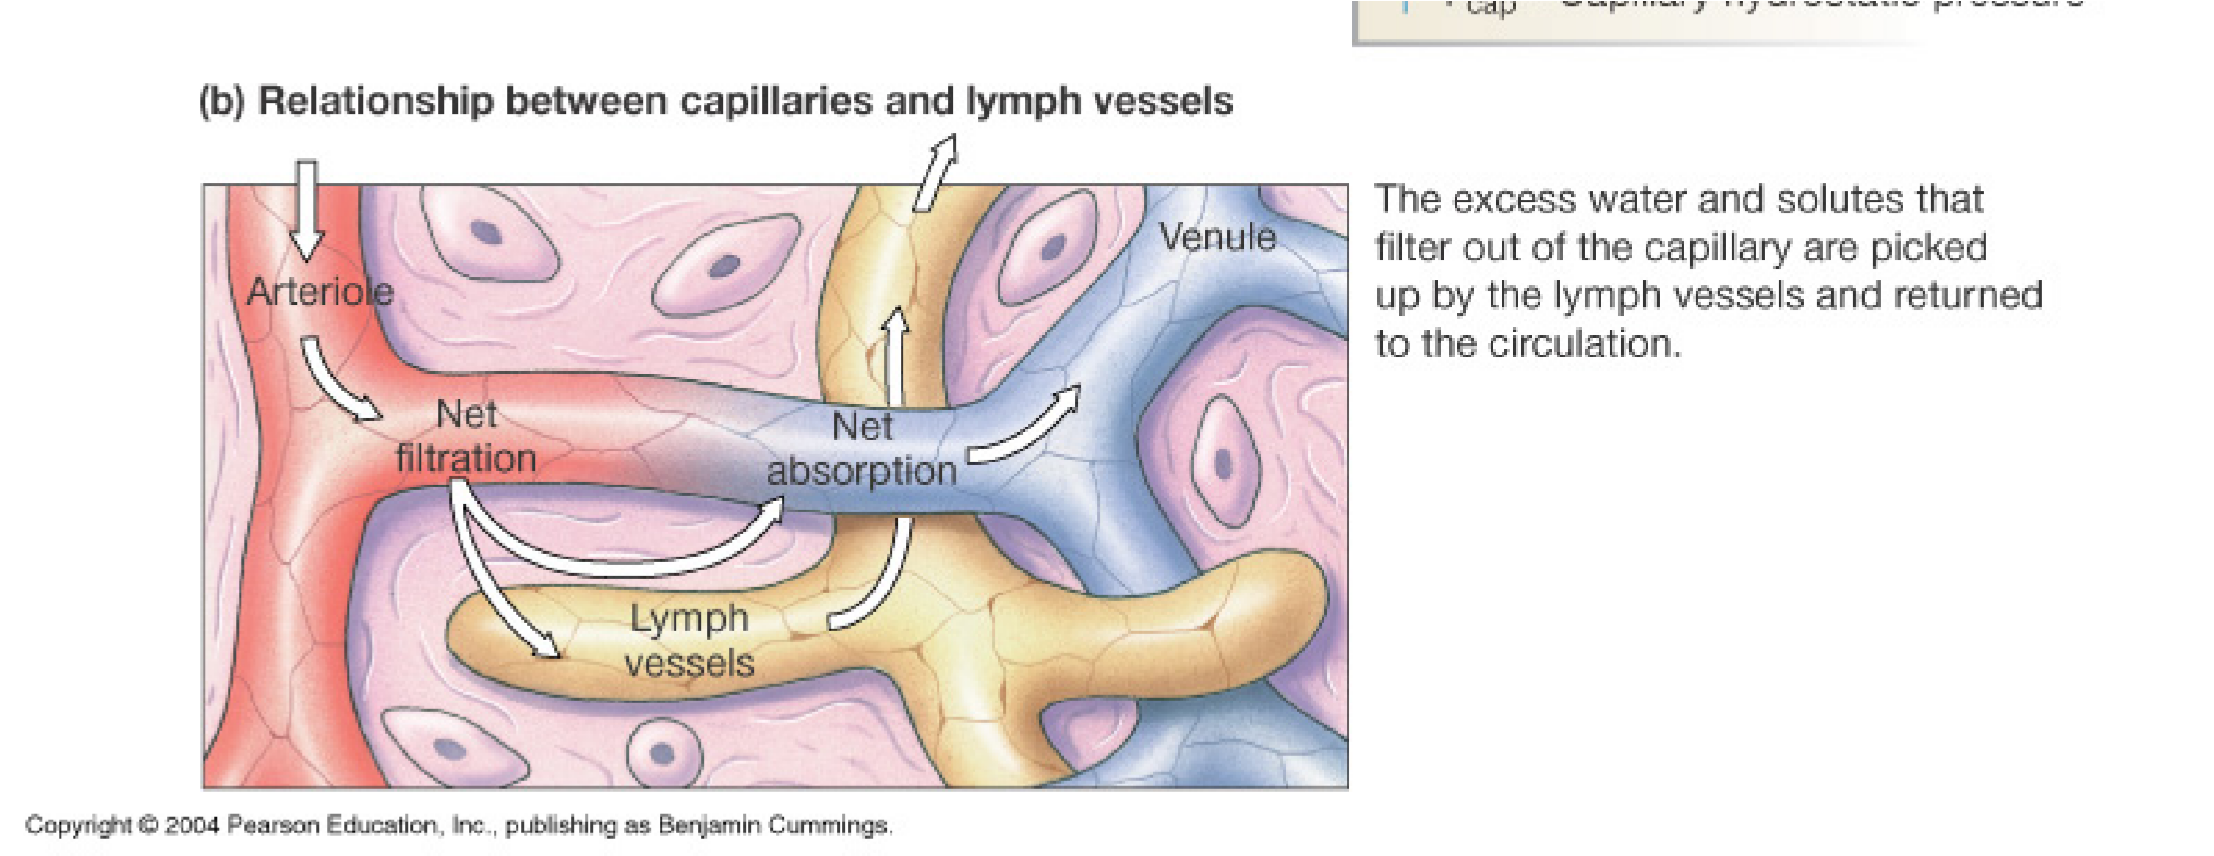 cap
(b) Relationship between capillaries and lymph vessels
Arteriole
Net
filtration
Net
absorption
Venule
Lymph
vessels
The excess water and solutes that
filter out of the capillary are picked
up by the lymph vessels and returned
to the circulation.
Copyright © 2004 Pearson Education, Inc., publishing as Benjamin Cummings.